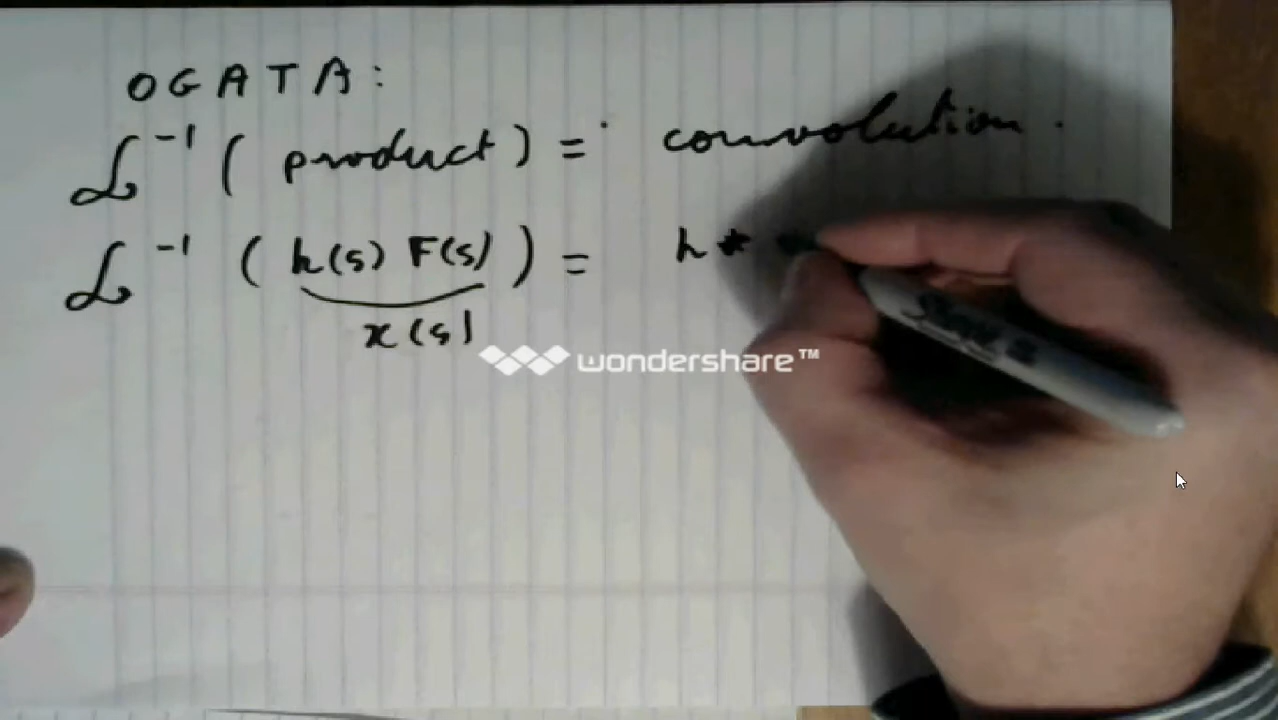 OGATA:
ℒ⁻¹ ( product ) = convolution.
ℒ⁻¹ ( h(s) F(s) ) = h *
x(s)
wondershare™